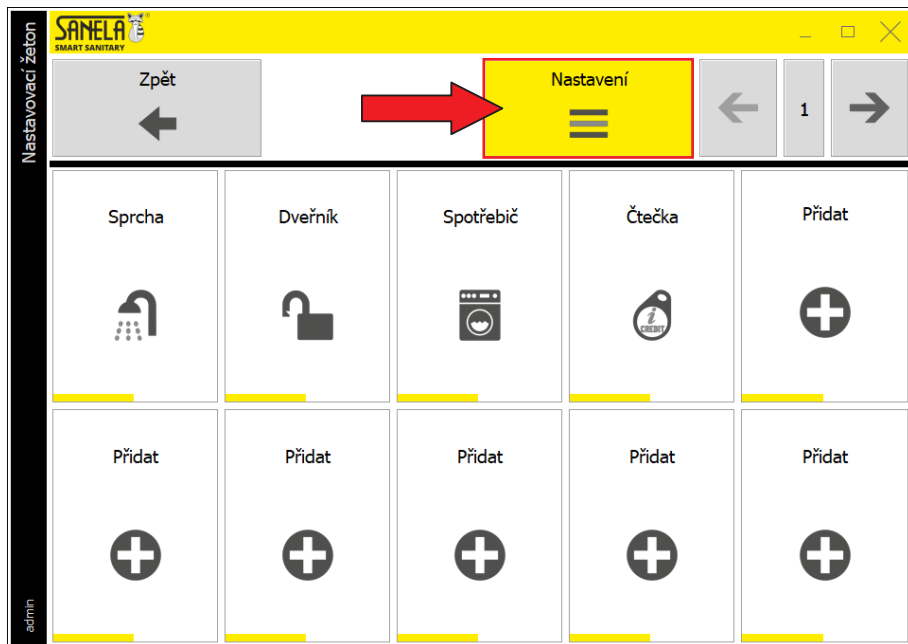 Nastavovací žeton
admin
SANELA®
SMART SANITARY
Zpět
Nastavení
1
Sprcha
Dveřník
Spotřebič
Čtečka
i
CREDIT
Přidat
Přidat
Přidat
Přidat
Přidat
Přidat